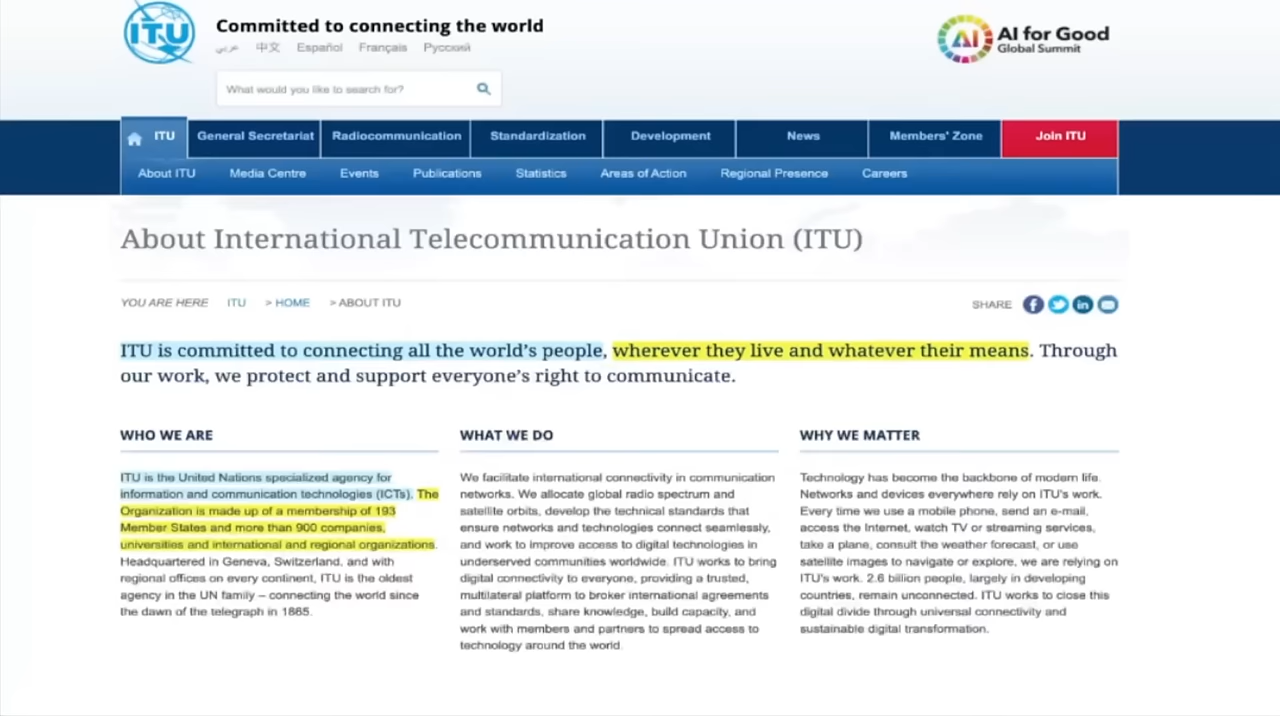 ITU
Committed to connecting the world
عربي 中文 Español Français Русский
AI AI for Good
Global Summit
What would you like to search for?
ITU General Secretariat Radiocommunication Standardization Development News Members' Zone Join ITU
About ITU Media Centre Events Publications Statistics Areas of Action Regional Presence Careers
About International Telecommunication Union (ITU)
YOU ARE HERE ITU > HOME > ABOUT ITU
SHARE f in
ITU is committed to connecting all the world's people, wherever they live and whatever their means. Through
our work, we protect and support everyone's right to communicate.
WHO WE ARE
ITU is the United Nations specialized agency for
information and communication technologies (ICTs). The
Organization is made up of a membership of 193
Member States and more than 900 companies,
universities and international and regional organizations.
Headquartered in Geneva, Switzerland, and with
regional offices on every continent, ITU is the oldest
agency in the UN family – connecting the world since
the dawn of the telegraph in 1865.
WHAT WE DO
We facilitate international connectivity in communication
networks. We allocate global radio spectrum and
satellite orbits, develop the technical standards that
ensure networks and technologies connect seamlessly,
and work to improve access to digital technologies in
underserved communities worldwide. ITU works to bring
digital connectivity to everyone, providing a trusted,
multilateral platform to broker international agreements
and standards, share knowledge, build capacity, and
work with members and partners to spread access to
technology around the world.
WHY WE MATTER
Technology has become the backbone of modern life.
Networks and devices everywhere rely on ITU's work.
Every time we use a mobile phone, send an e-mail,
access the Internet, watch TV or streaming services,
take a plane, consult the weather forecast, or use
satellite images to navigate or explore, we are relying on
ITU's work. 2.6 billion people, largely in developing
countries, remain unconnected. ITU works to close this
digital divide through universal connectivity and
sustainable digital transformation.